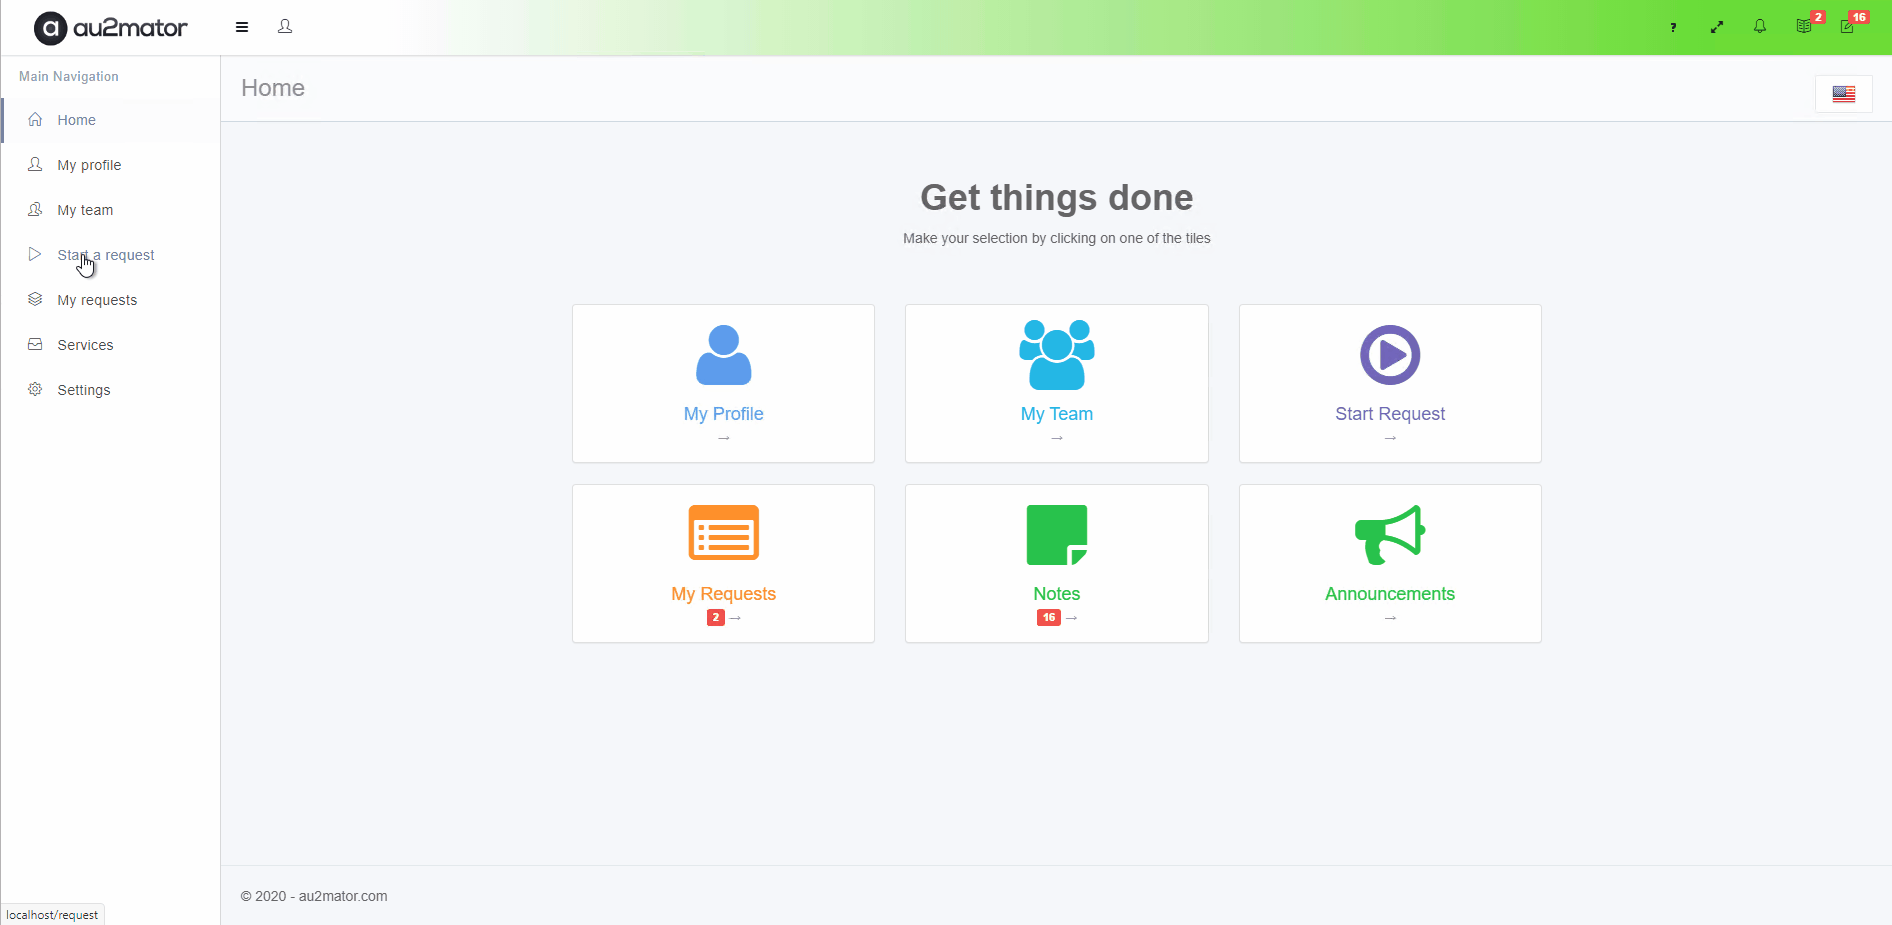 au2mator
? 2 16
Main Navigation
Home
Home
My profile
My team
Start a request
My requests
Services
Settings
Get things done
Make your selection by clicking on one of the tiles
My Profile
→
My Team
→
Start Request
→
My Requests
2 →
Notes
16 →
Announcements
→
© 2020 - au2mator.com
localhost/request